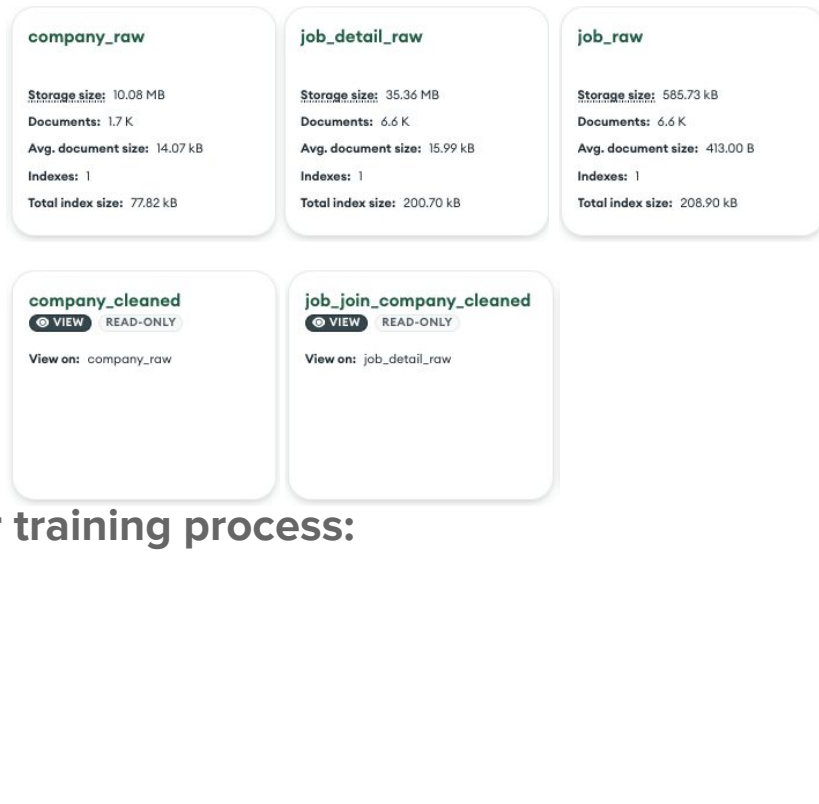 company_raw
Storage size: 10.08 MB
Documents: 1.7 K
Avg. document size: 14.07 kB
Indexes: 1
Total index size: 77.82 kB
job_detail_raw
Storage size: 35.36 MB
Documents: 6.6 K
Avg. document size: 15.99 kB
Indexes: 1
Total index size: 200.70 kB
job_raw
Storage size: 585.73 kB
Documents: 6.6 K
Avg. document size: 413.00 B
Indexes: 1
Total index size: 208.90 kB
company_cleaned
VIEW READ-ONLY
View on: company_raw
job_join_company_cleaned
VIEW READ-ONLY
View on: job_detail_raw
training process: